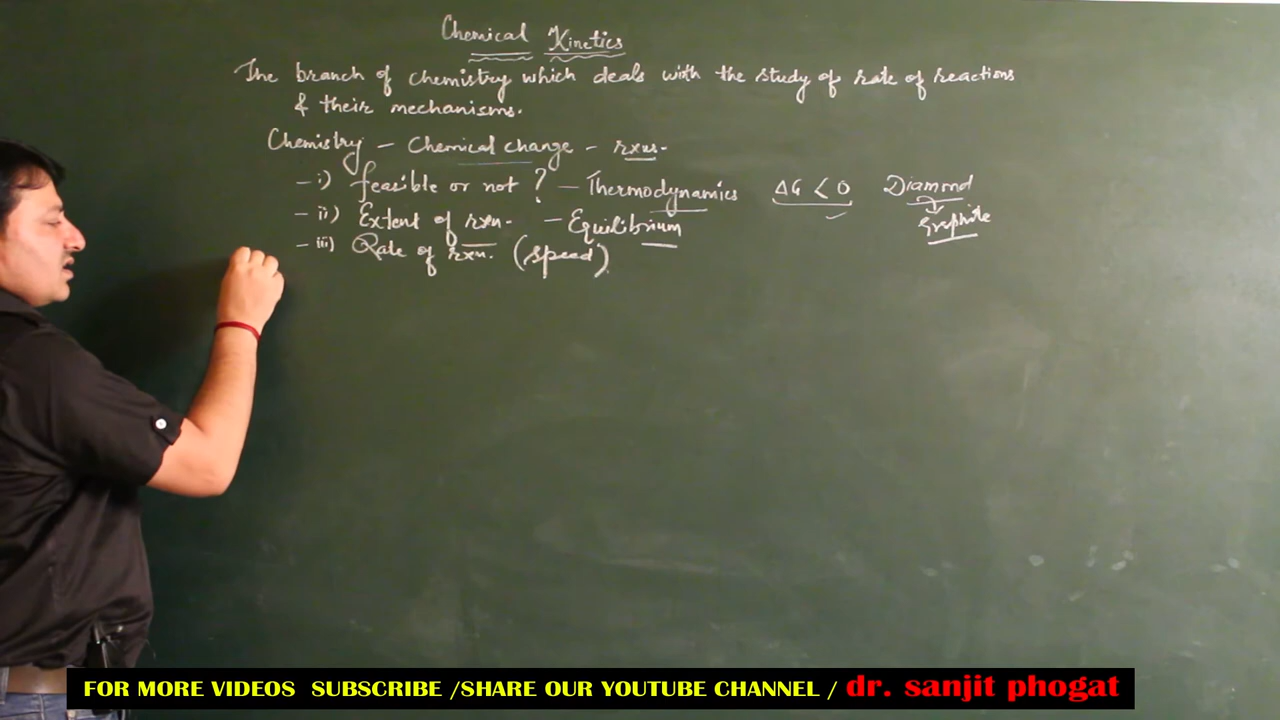 Chemical Kinetics
The branch of chemistry which deals with the study of rate of reactions
& their mechanisms.
Chemistry - Chemical change - rxns-
- i) feasible or not ? - Thermodynamics ΔG < 0 Diamond
↓
Graphite
- ii) Extent of rxn. - Equilibrium
- iii) Rate of rxn. (speed)
FOR MORE VIDEOS SUBSCRIBE /SHARE OUR YOUTUBE CHANNEL / dr. sanjit phogat